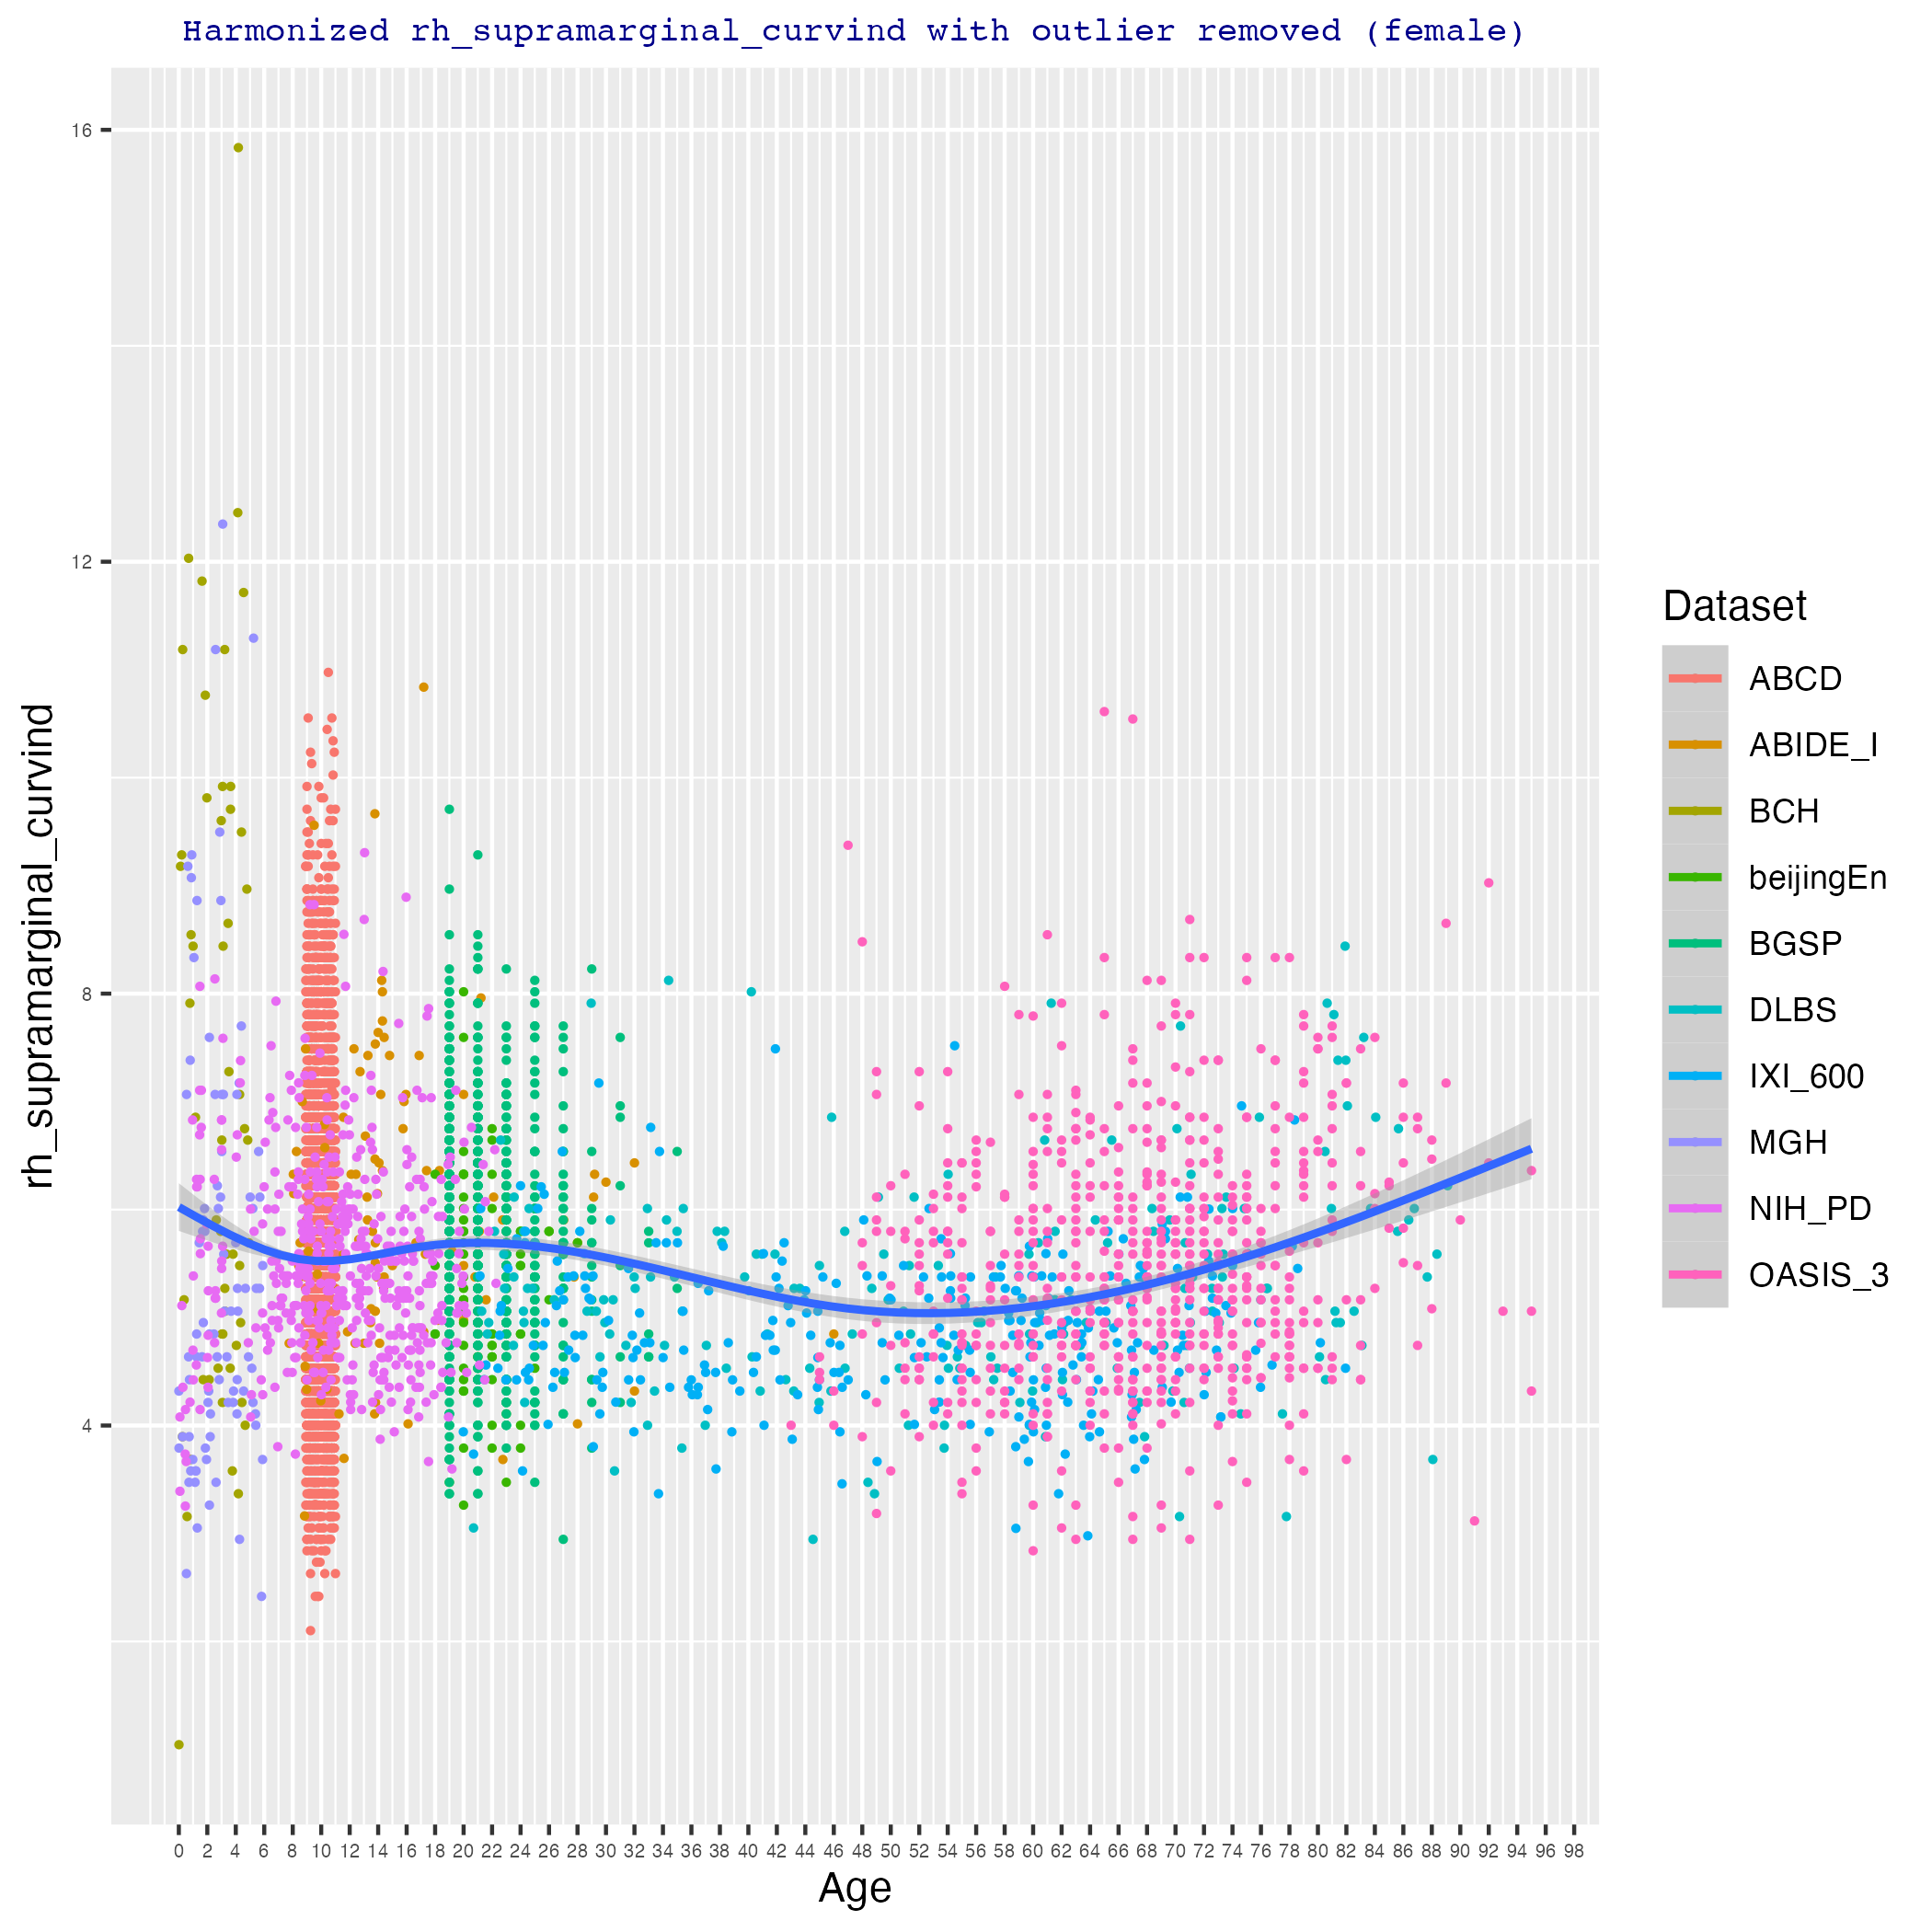 Harmonized rh_supramarginal_curvind with outlier removed (female)
rh_supramarginal_curvind
16
12
8
4
0 2 4 6 8 10 12 14 16 18 20 22 24 26 28 30 32 34 36 38 40 42 44 46 48 50 52 54 56 58 60 62 64 66 68 70 72 74 76 78 80 82 84 86 88 90 92 94 96 98
Age
Dataset
ABCD
ABIDE_I
BCH
beijingEn
BGSP
DLBS
IXI_600
MGH
NIH_PD
OASIS_3